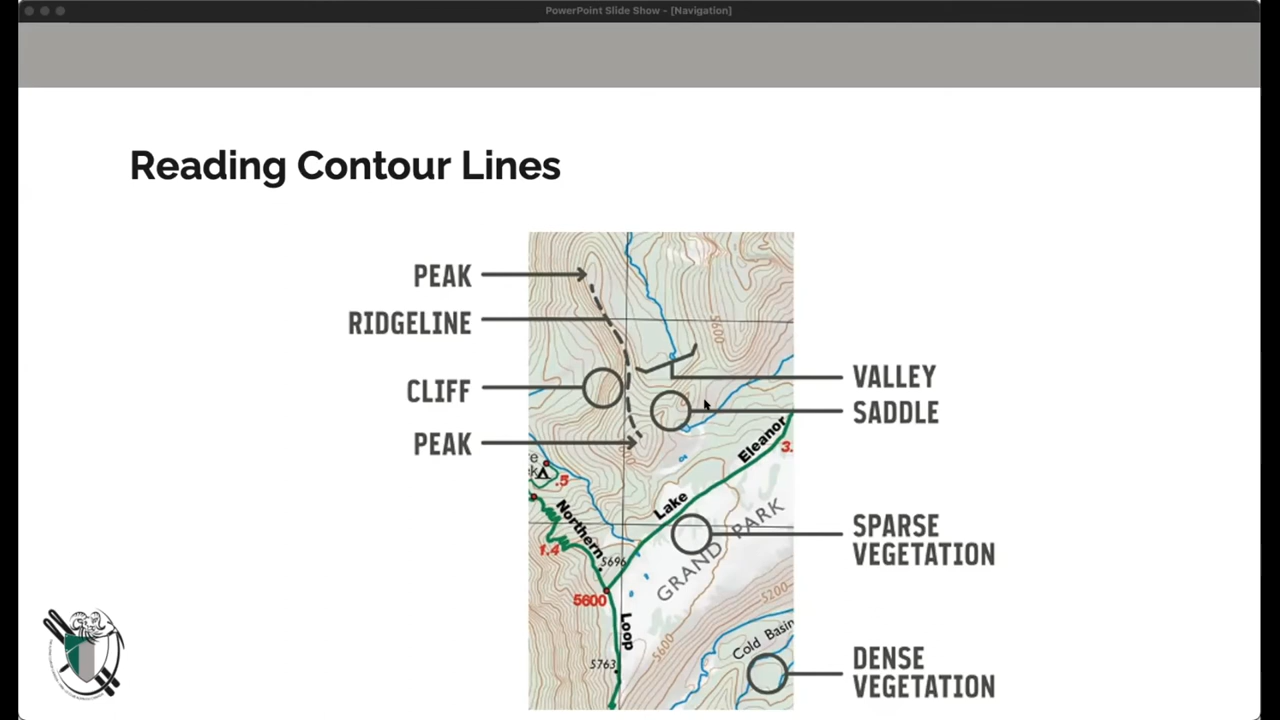 PowerPoint Slide Show - [Navigation]
Reading Contour Lines
PEAK
RIDGELINE
CLIFF
PEAK
VALLEY
SADDLE
SPARSE
VEGETATION
DENSE
VEGETATION
5600
Eleanor
3.
.5
Lake
Northern
1.4
GRAND PARK
5696
5600
5200
Loop
5600
Cold Basin
5763